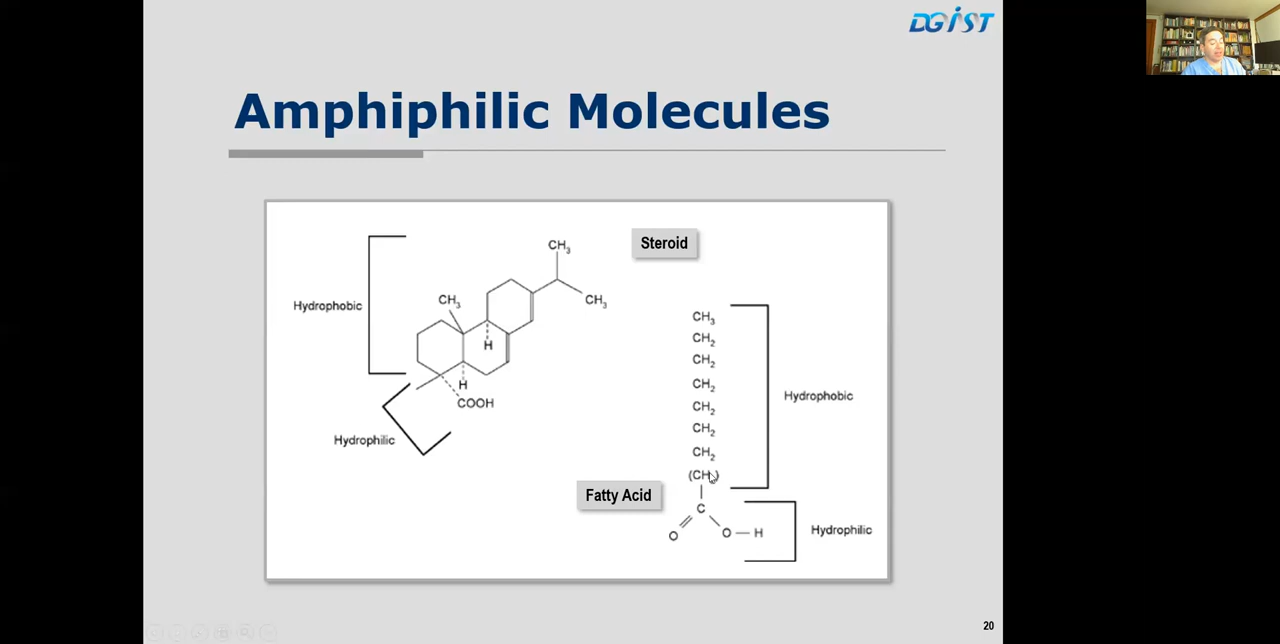 DGIST
Amphiphilic Molecules
Steroid
CH3
CH3
CH3
Hydrophobic
H
H
COOH
Hydrophilic
CH3
CH2
CH2
CH2
CH2
CH2
CH2
(CH2)
Hydrophobic
Fatty Acid
C
O
O — H
Hydrophilic
20